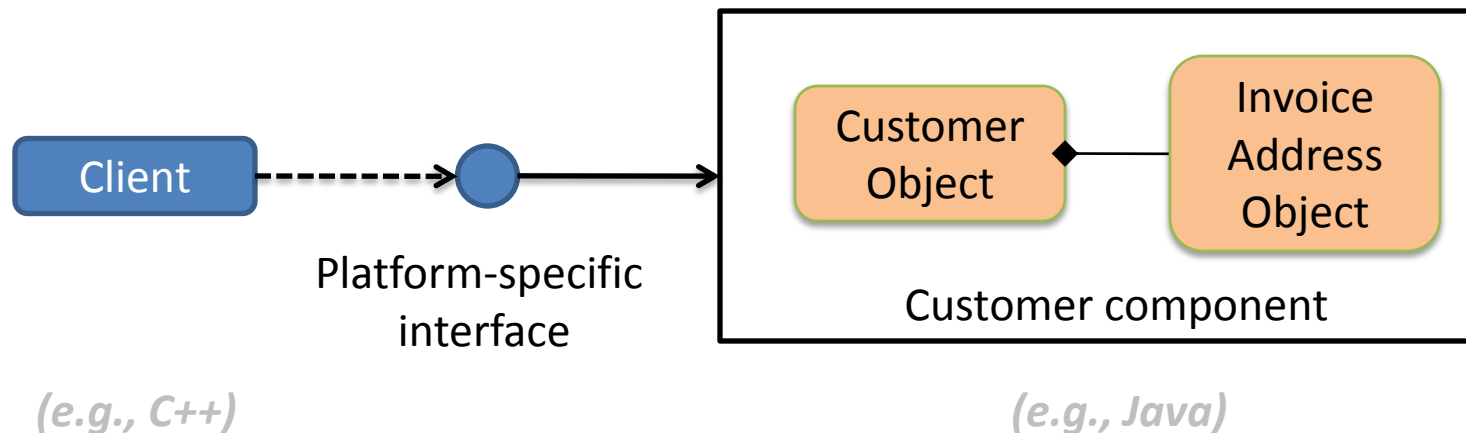 Client
Platform-specific
interface
Customer
Object
Invoice
Address
Object
Customer component
(e.g., C++)
(e.g., Java)